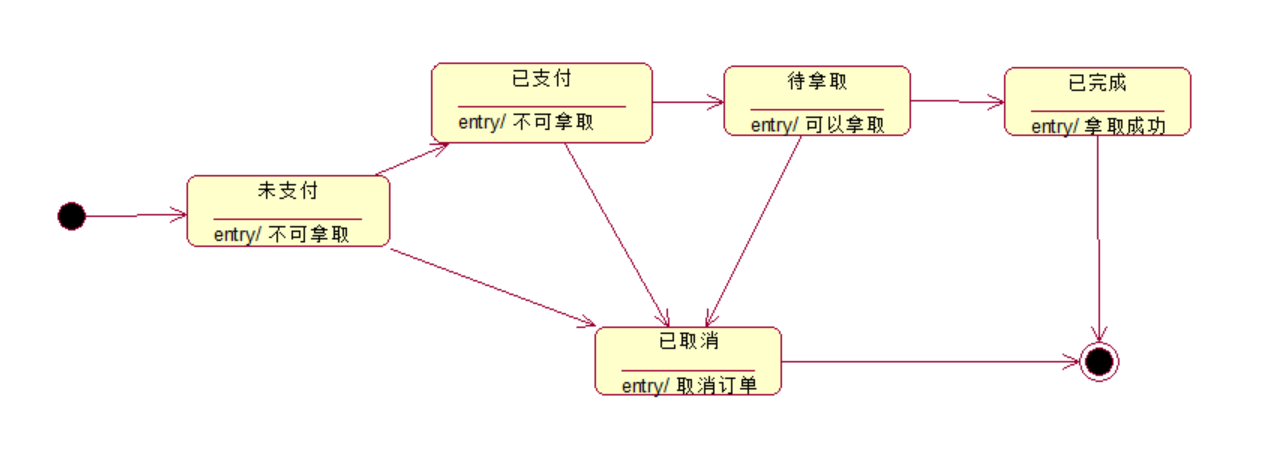 已支付
entry/ 不可拿取
待拿取
entry/ 可以拿取
已完成
entry/ 拿取成功
未支付
entry/ 不可拿取
已取消
entry/ 取消订单